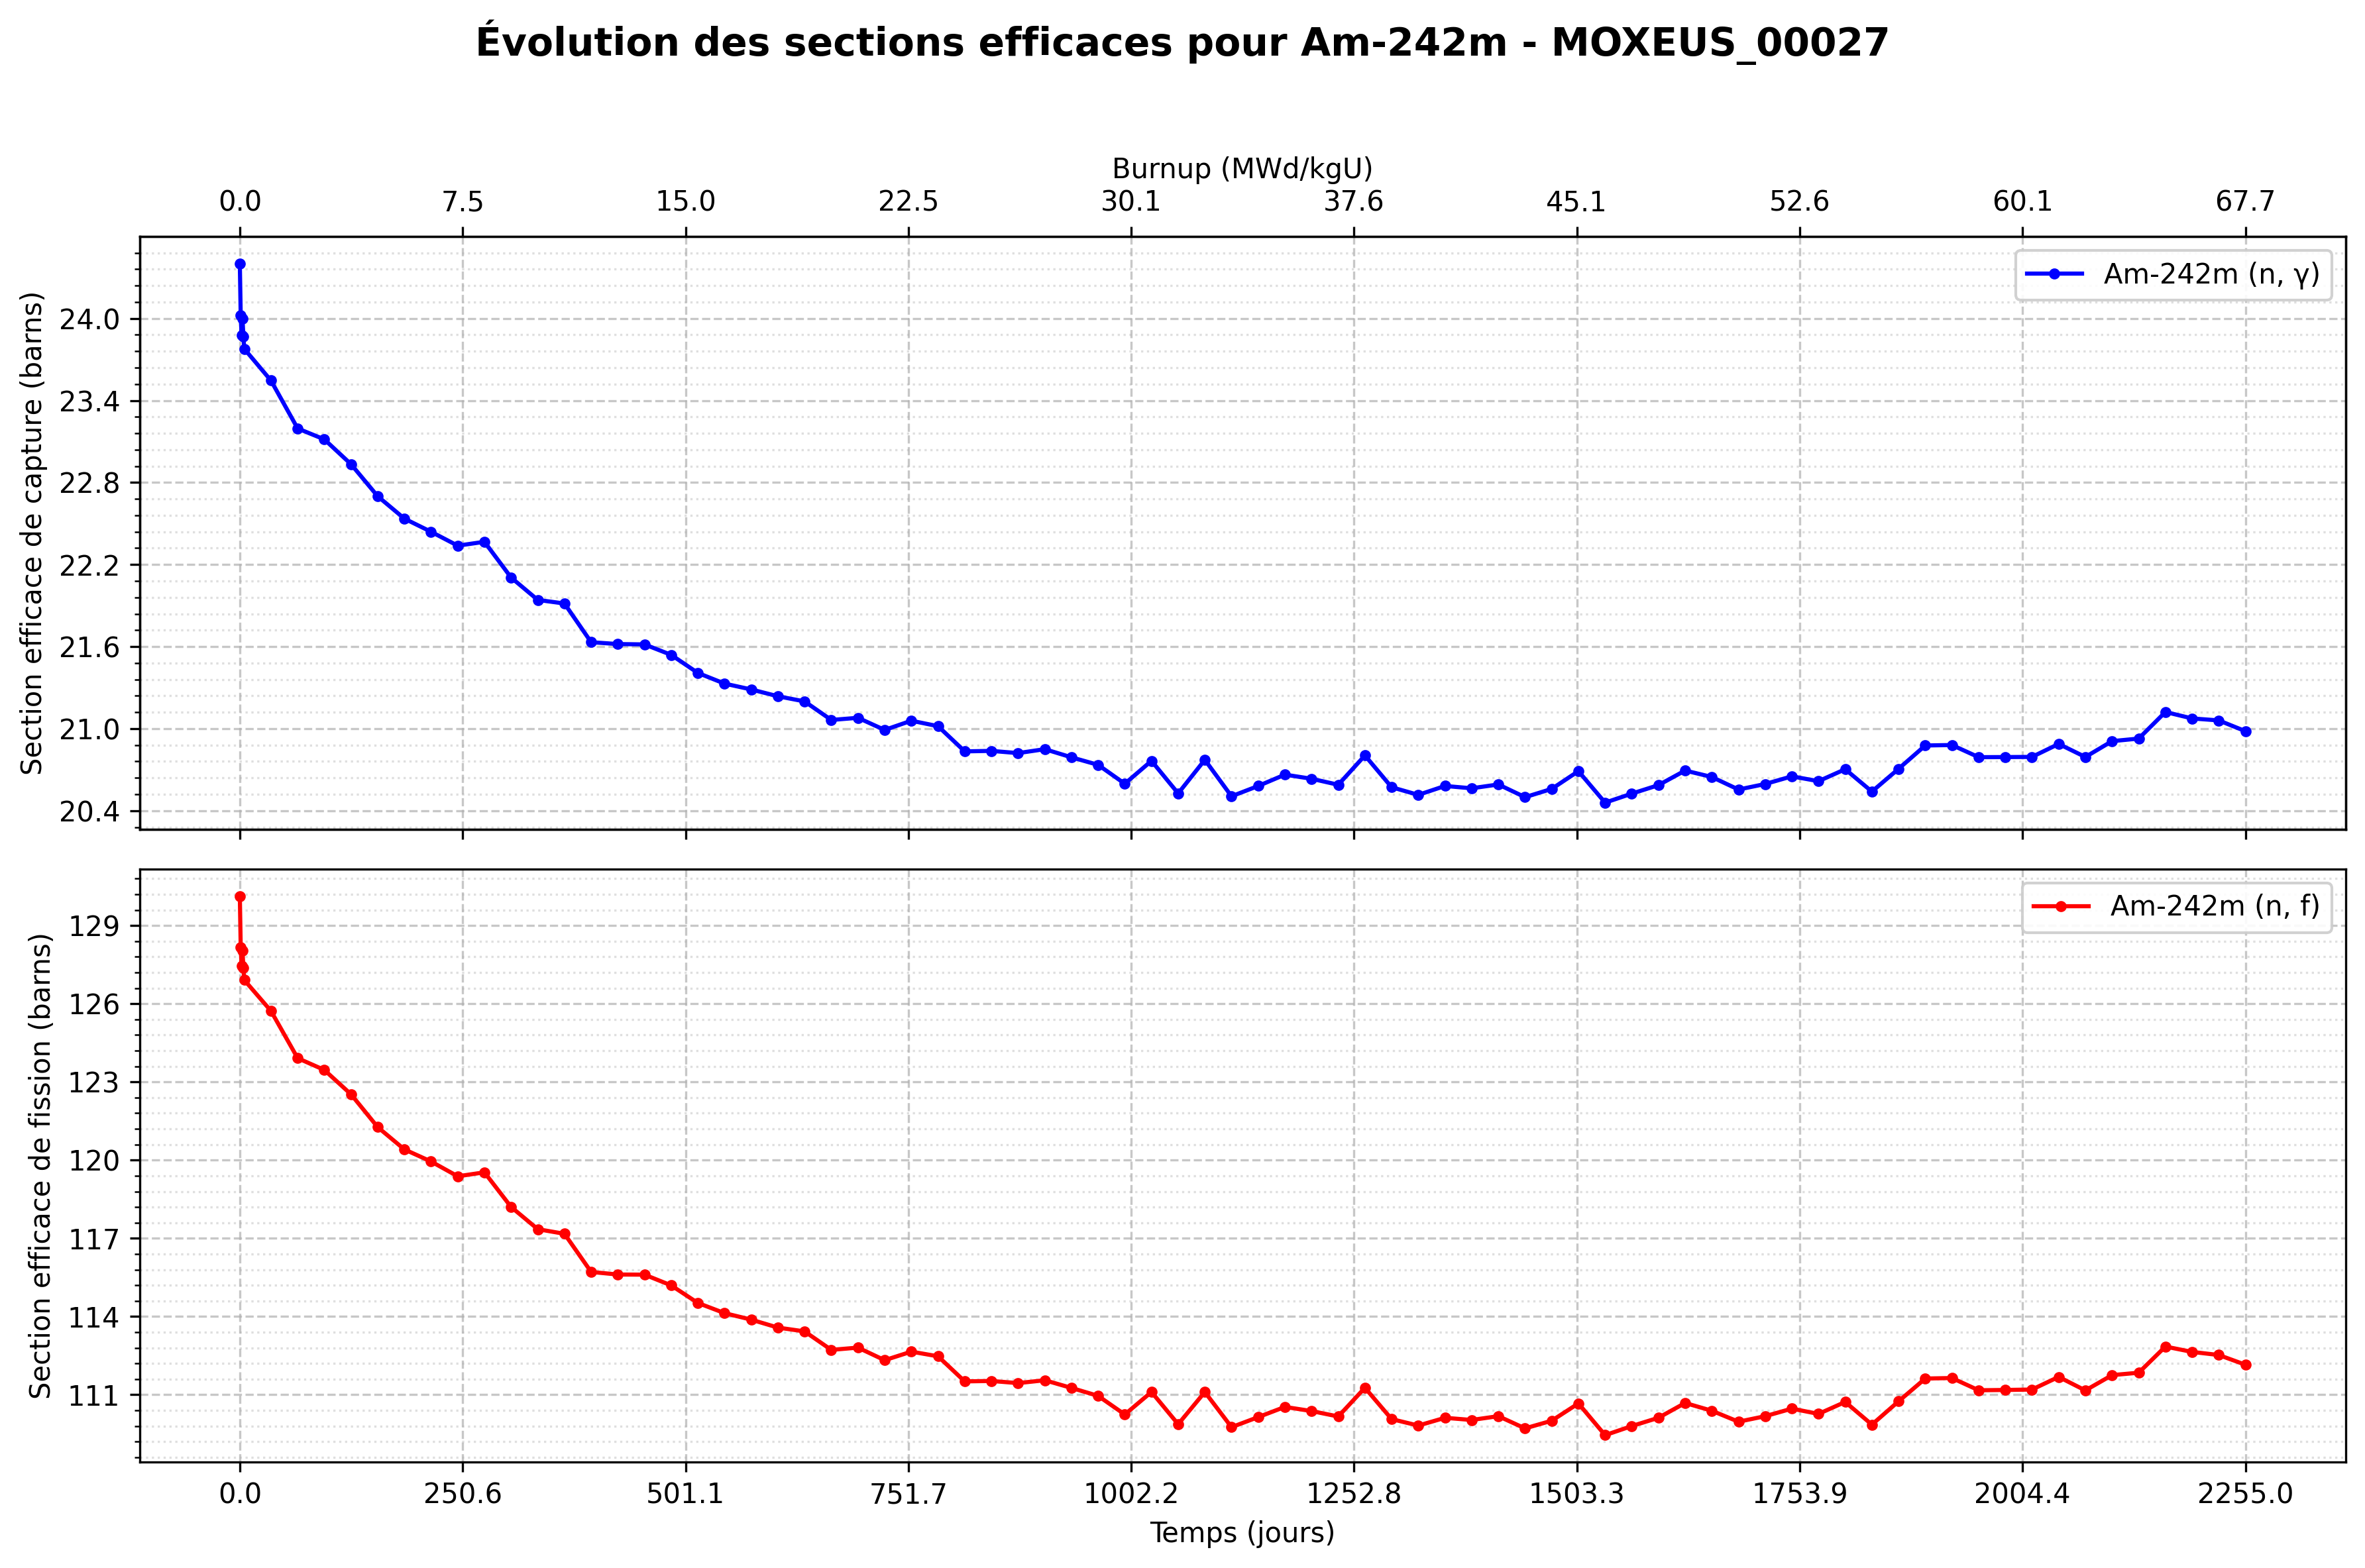 Évolution des sections efficaces pour Am-242m - MOXEUS_00027
Burnup (MWd/kgU)
0.0 7.5 15.0 22.5 30.1 37.6 45.1 52.6 60.1 67.7
Am-242m (n, γ)
Section efficace de capture (barns)
24.0
23.4
22.8
22.2
21.6
21.0
20.4
Am-242m (n, f)
Section efficace de fission (barns)
129
126
123
120
117
114
111
0.0 250.6 501.1 751.7 1002.2 1252.8 1503.3 1753.9 2004.4 2255.0
Temps (jours)